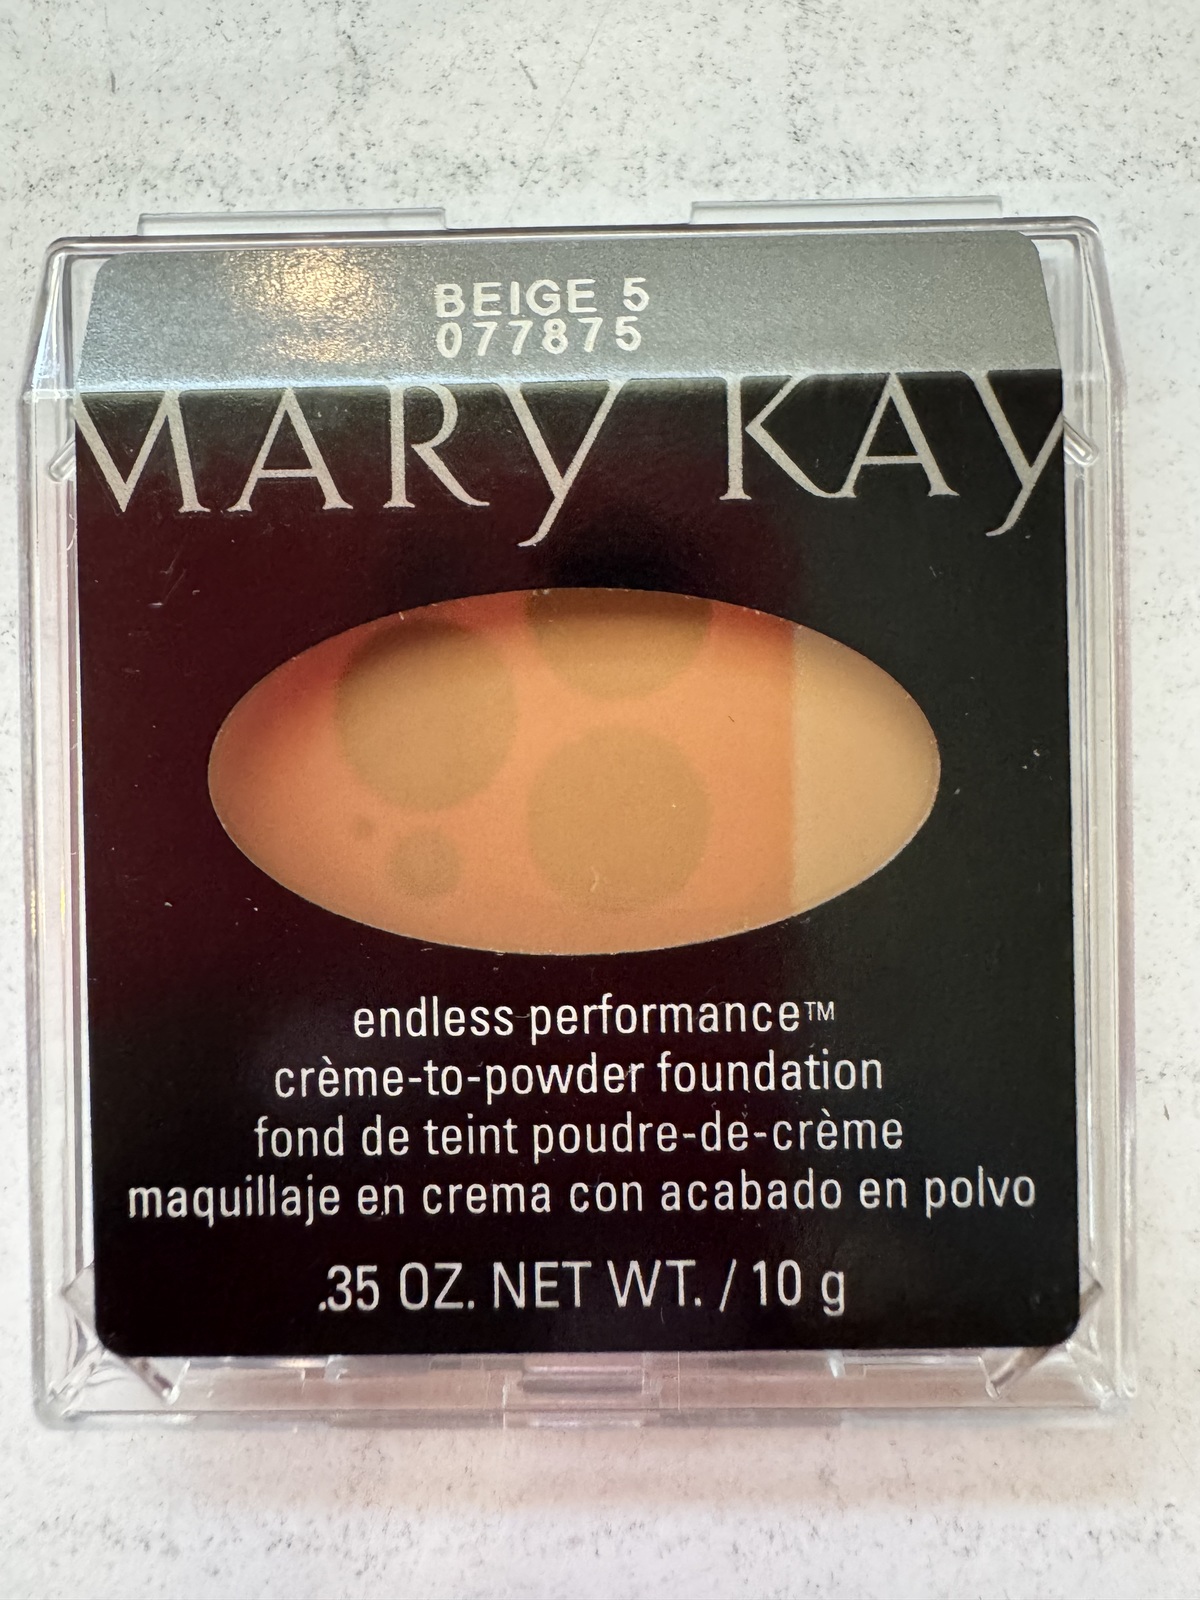 BEIGE 5
077875
MARY KAY
endless performance™
crème-to-powder foundation
fond de teint poudre-de-crème
maquillaje en crema con acabado en polvo
.35 OZ. NET WT. / 10 g